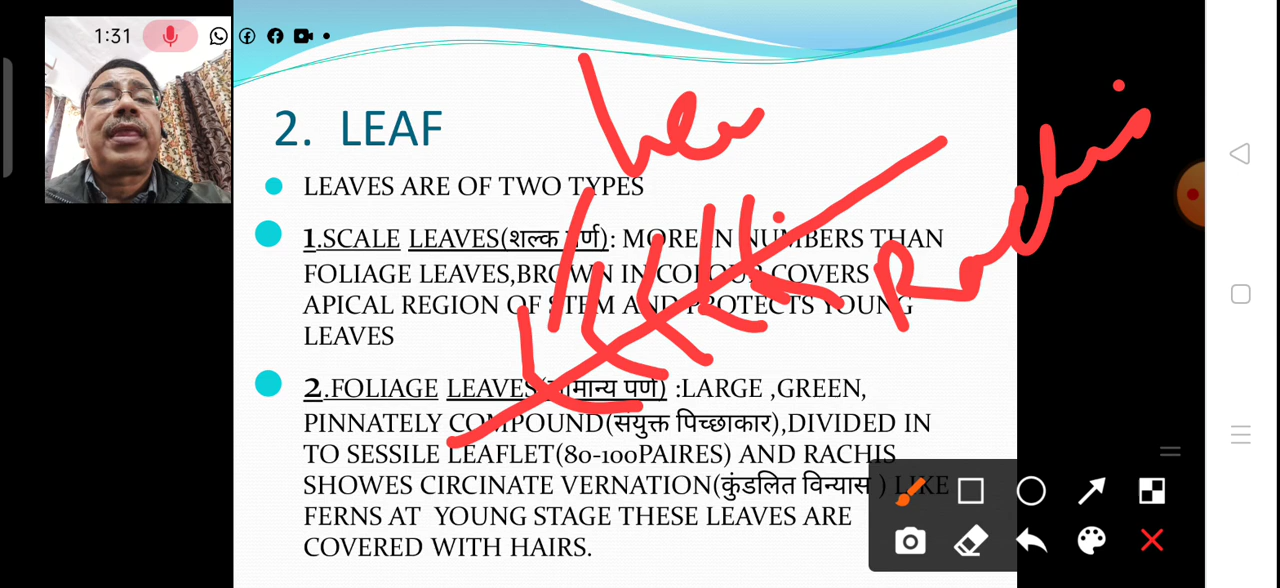 1:31
2. LEAF
LEAVES ARE OF TWO TYPES
1.SCALE LEAVES(शल्क पर्ण): MORE IN NUMBERS THAN
FOLIAGE LEAVES,BROWN IN COLOUR COVERS
APICAL REGION OF STEM AND PROTECTS YOUNG
LEAVES
2.FOLIAGE LEAVES(सामान्य पर्ण) :LARGE ,GREEN,
PINNATELY COMPOUND(संयुक्त पिच्छाकार),DIVIDED IN
TO SESSILE LEAFLET(80-100PAIRES) AND RACHIS
SHOWES CIRCINATE VERNATION(कुंडलित विन्यास ) LIKE
FERNS AT YOUNG STAGE THESE LEAVES ARE
COVERED WITH HAIRS.
Rachis